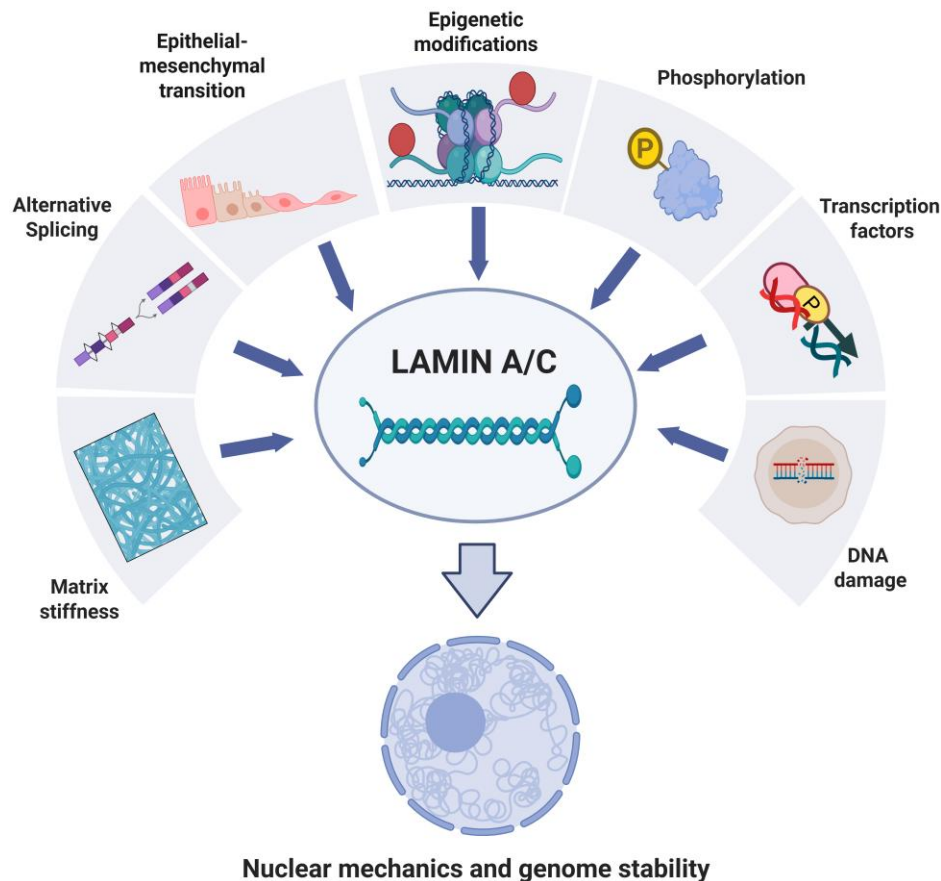 Epigenetic
modifications
Epithelial-
mesenchymal
transition
Phosphorylation
P
Alternative
Splicing
Transcription
factors
P
LAMIN A/C
Matrix
stiffness
DNA
damage
Nuclear mechanics and genome stability